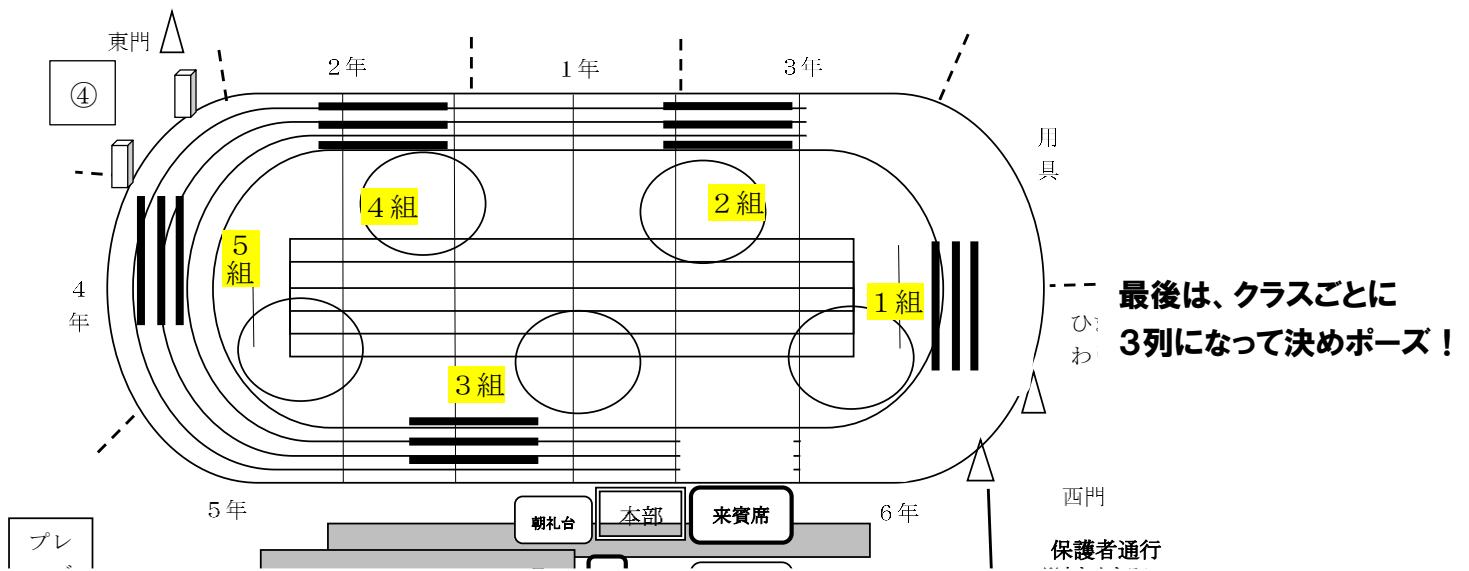 東門
④
2年
1年
3年
用
具
4組
2組
5
組
1組
4
年
最後は、クラスごとに
3列になって決めポーズ!
ひ
わ
3組
5年
朝礼台
本部
来賓席
6年
西門
プレ
保護者通行